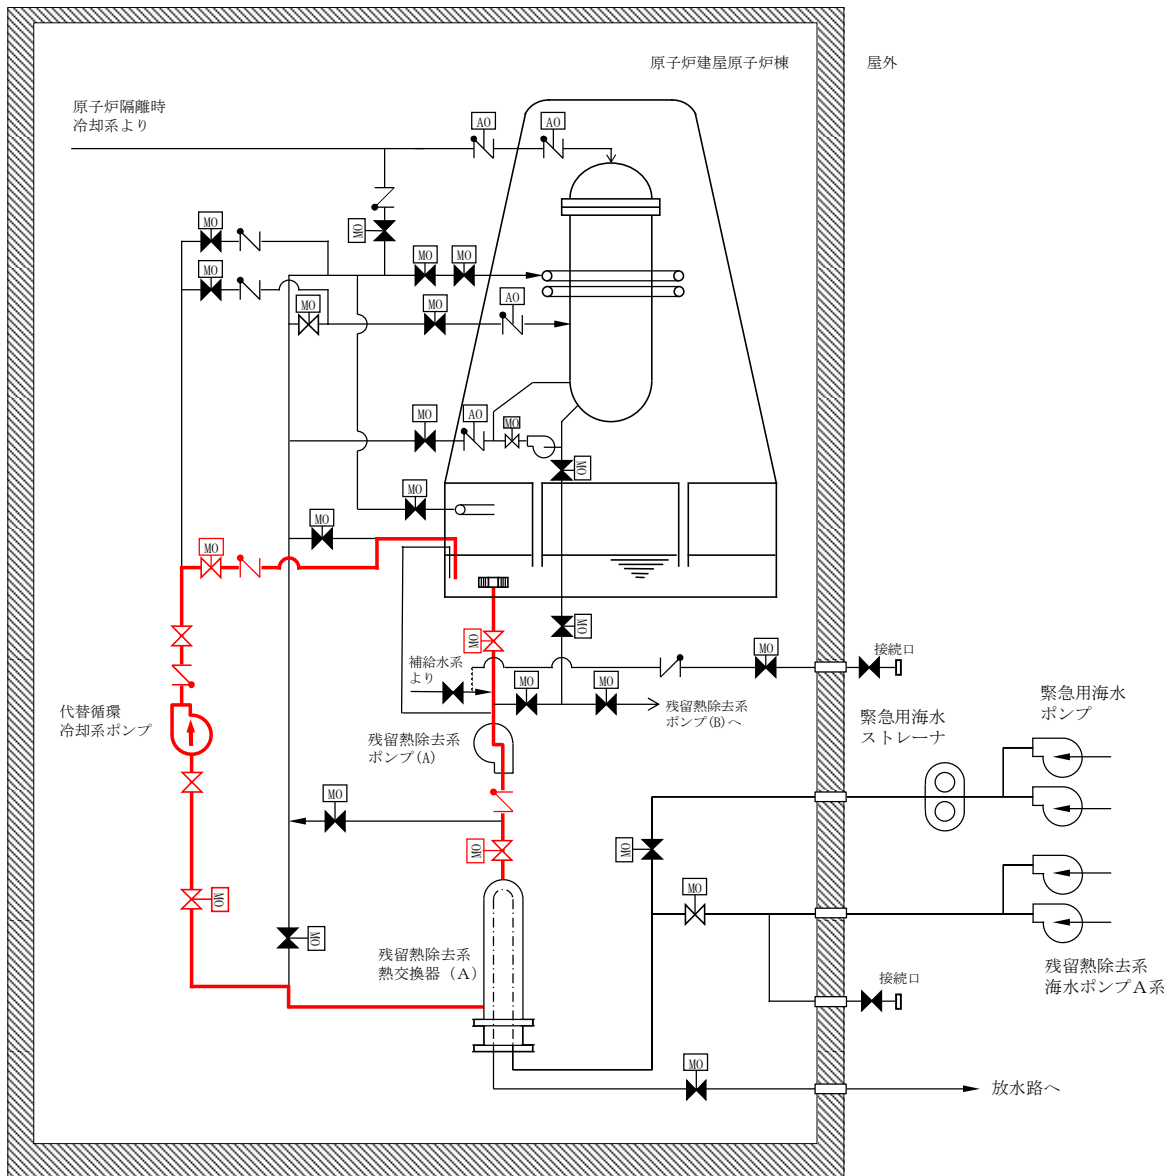 原子炉建屋原子炉棟
屋外
原子炉隔離時
冷却系より
AO
AO
MO
MO
MO
MO
MO
MO
MO
AO
MO
AO
MO
MO
MO
MO
MO
MO
MO
接続口
補給水系
より
MO
MO
MO
残留熱除去系
ポンプ(B)へ
代替循環
冷却系ポンプ
残留熱除去系
ポンプ(A)
緊急用海水
ストレーナ
緊急用海水
ポンプ
MO
MO
MO
MO
MO
MO
残留熱除去系
熱交換器（A）
接続口
残留熱除去系
海水ポンプA系
MO
放水路へ